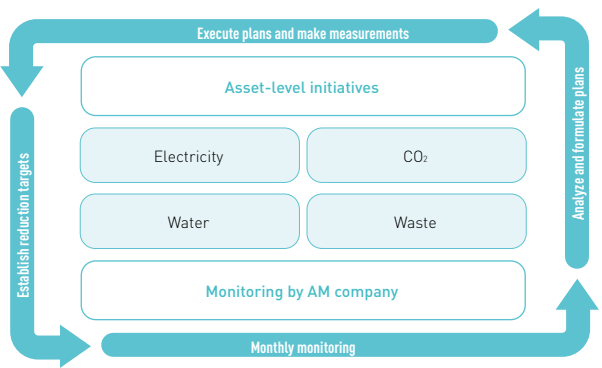 Execute plans and make measurements
Analyze and formulate plans
Asset-level initiatives
Electricity
CO₂
Water
Waste
Establish reduction targets
Monitoring by AM company
Monthly monitoring